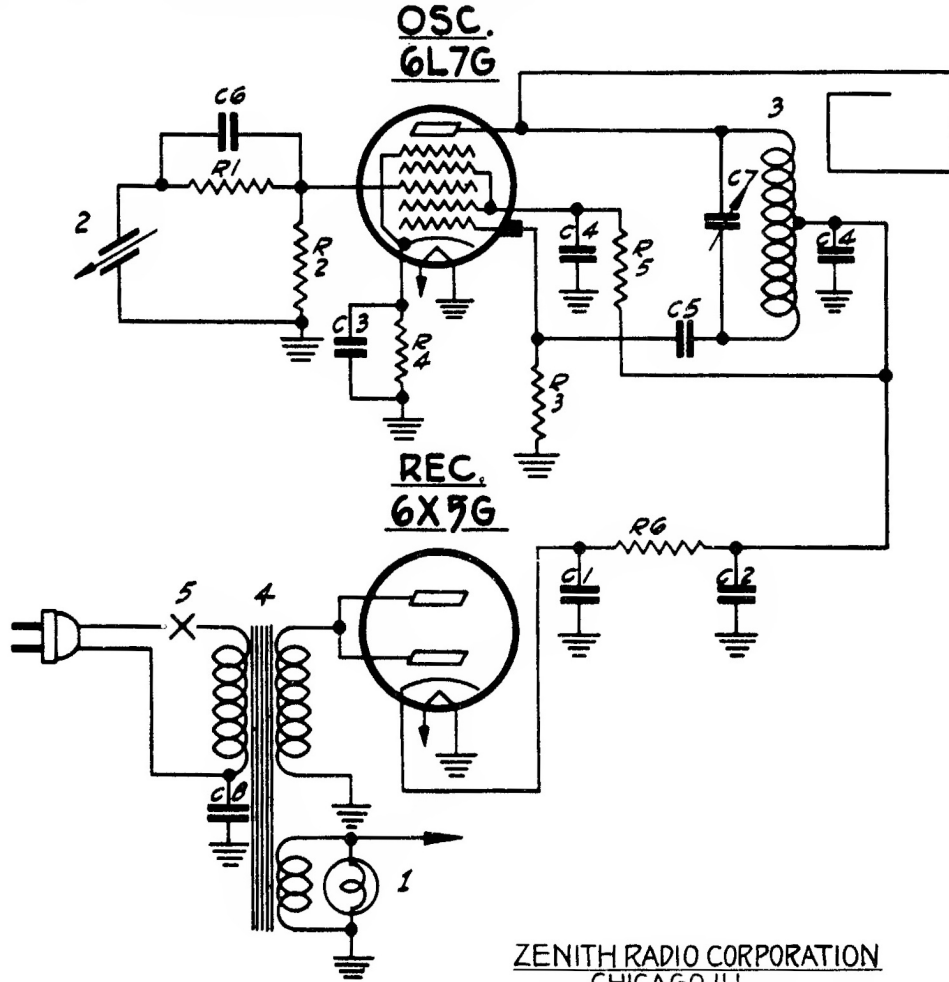 OSC.
6L7G
C6
R1
2
R2
C3
R4
C4
R5
C7
3
C4
C5
R3
REC.
6X5G
R6
C1
C2
5
4
C8
1
ZENITH RADIO CORPORATION